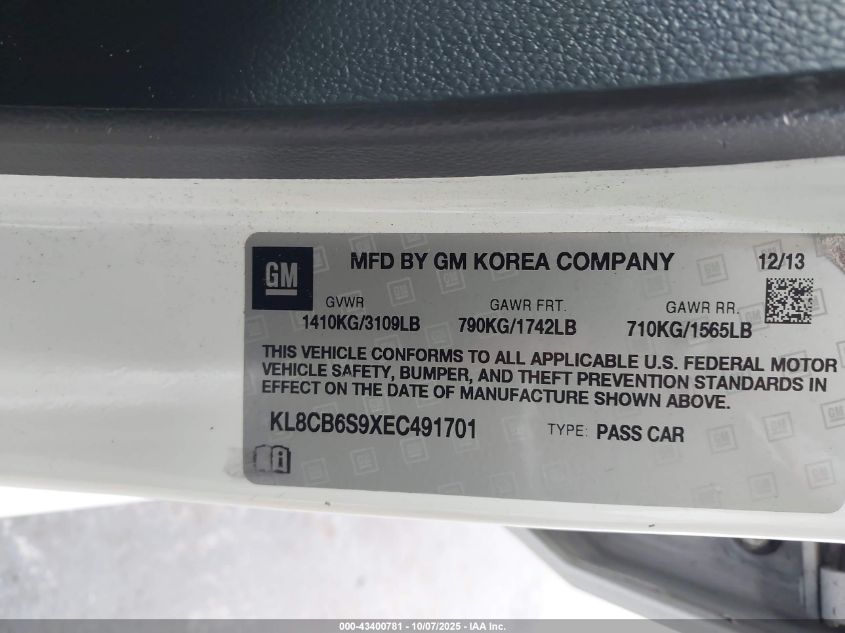 GM
MFD BY GM KOREA COMPANY
12/13
GVWR
GAWR FRT.
GAWR RR.
1410KG/3109LB
790KG/1742LB
710KG/1565LB
THIS VEHICLE CONFORMS TO ALL APPLICABLE U.S. FEDERAL MOTOR
VEHICLE SAFETY, BUMPER, AND THEFT PREVENTION STANDARDS IN
EFFECT ON THE DATE OF MANUFACTURE SHOWN ABOVE.
KL8CB6S9XEC491701
TYPE: PASS CAR
000-43400781 - 10/07/2025 - IAA Inc.